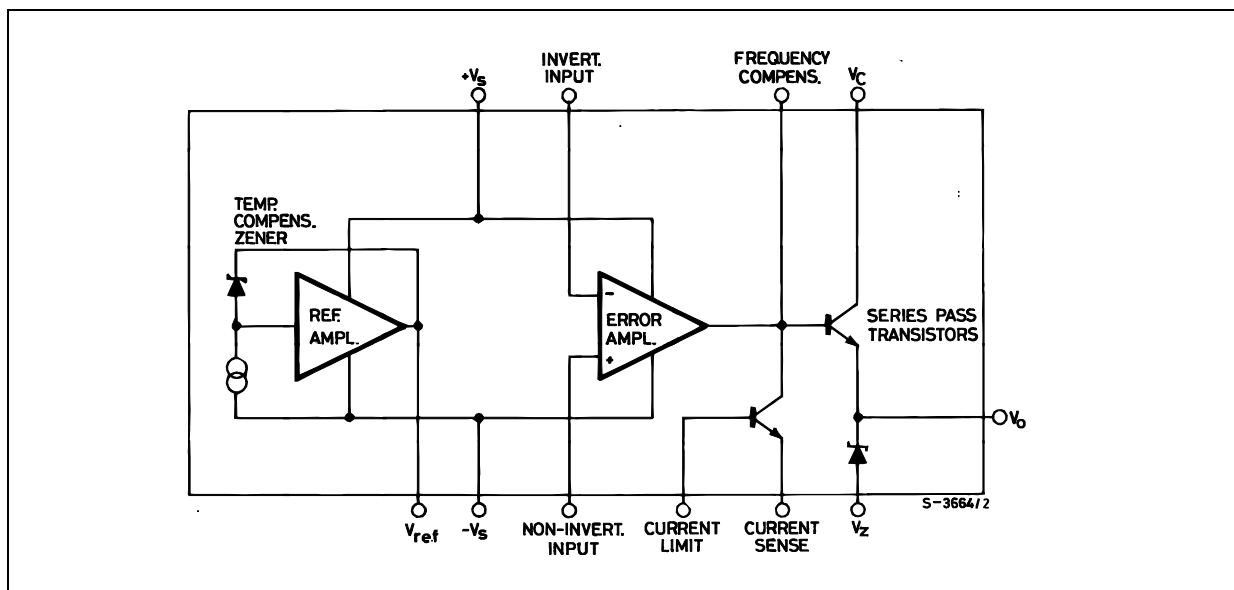 +Vs
INVERT.
INPUT
FREQUENCY
COMPENS.
VC
TEMP.
COMPENS.
ZENER
REF.
AMPL.
-
ERROR
AMPL.
+
SERIES PASS
TRANSISTORS
Vo
S-3664/2
Vref
-Vs
NON-INVERT.
INPUT
CURRENT
LIMIT
CURRENT
SENSE
VZ